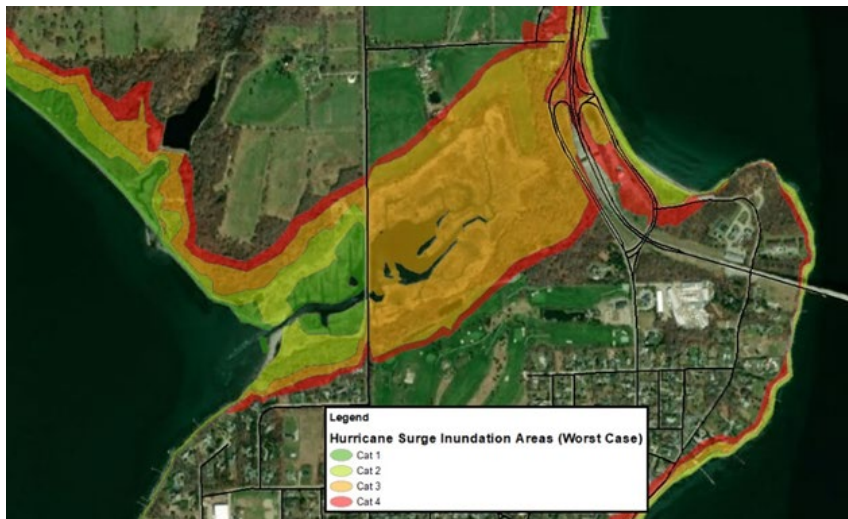 Legend
Hurricane Surge Inundation Areas (Worst Case)
Cat 1
Cat 2
Cat 3
Cat 4